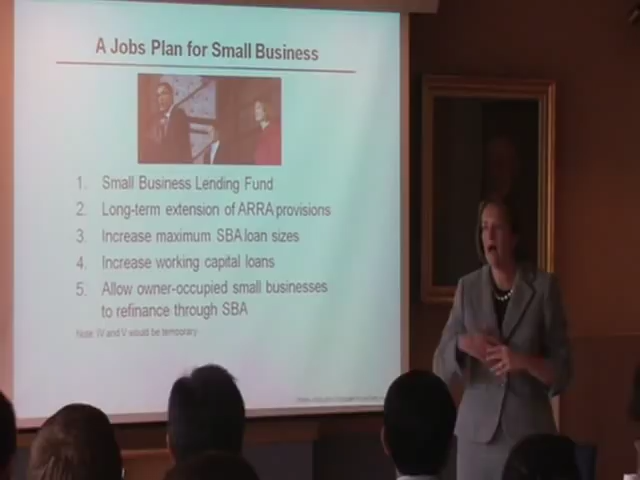 A Jobs Plan for Small Business
1. Small Business Lending Fund
2. Long-term extension of ARRA provisions
3. Increase maximum SBA loan sizes
4. Increase working capital loans
5. Allow owner-occupied small businesses
to refinance through SBA
Note: IV and V would be temporary